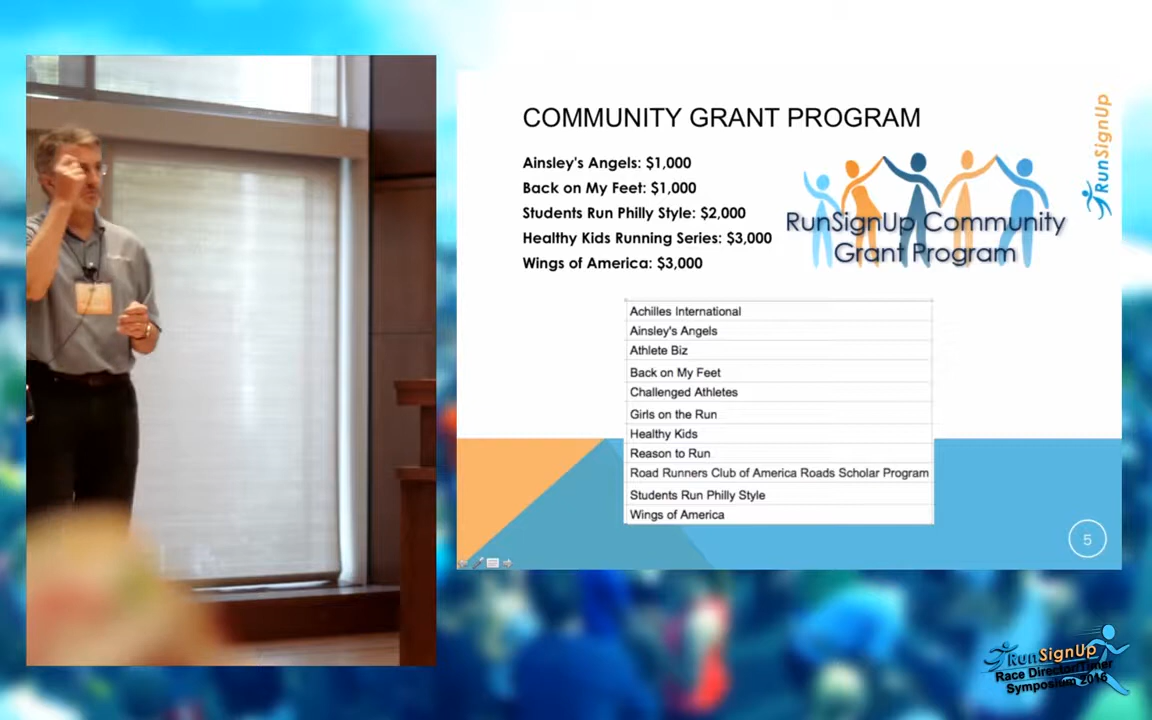 COMMUNITY GRANT PROGRAM
Ainsley's Angels: $1,000
Back on My Feet: $1,000
Students Run Philly Style: $2,000
Healthy Kids Running Series: $3,000
Wings of America: $3,000
RunSignUp Community
Grant Program
RunSignUp
Achilles International
Ainsley's Angels
Athlete Biz
Back on My Feet
Challenged Athletes
Girls on the Run
Healthy Kids
Reason to Run
Road Runners Club of America Roads Scholar Program
Students Run Philly Style
Wings of America
5
RunSignUp
Race Director/Timer
Symposium 2016